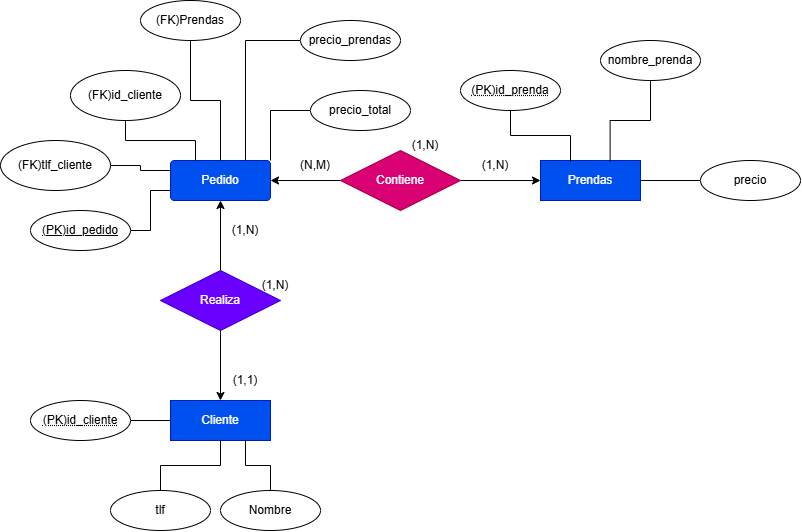 (FK)Prendas
precio_prendas
nombre_prenda
(FK)id_cliente
(PK)id_prenda
precio_total
(1,N)
(FK)tlf_cliente
(N,M)
(1,N)
Pedido
Contiene
Prendas
precio
(PK)id_pedido
(1,N)
(1,N)
Realiza
(1,1)
(PK)id_cliente
Cliente
tlf
Nombre